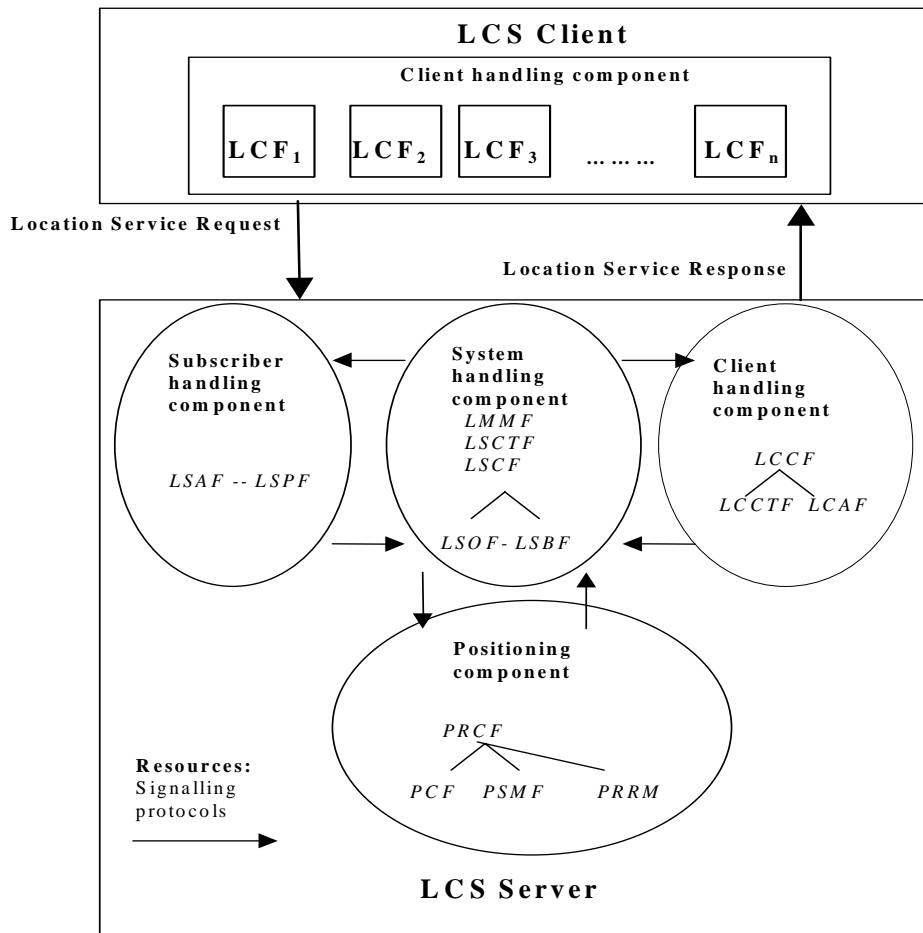 LCS Client
Client handling component
LCF1
LCF2
LCF3
... ... ...
LCFn
Location Service Request
Location Service Response
Subscriber
handling
component
LSAF -- LSPF
System
handling
component
LMMF
LSCTF
LSCF
LSOF- LSBF
Client
handling
component
LCCF
LCCTF LCAF
Positioning
component
PRCF
PCF PSMF PRRM
Resources:
Signalling
protocols
LCS Server